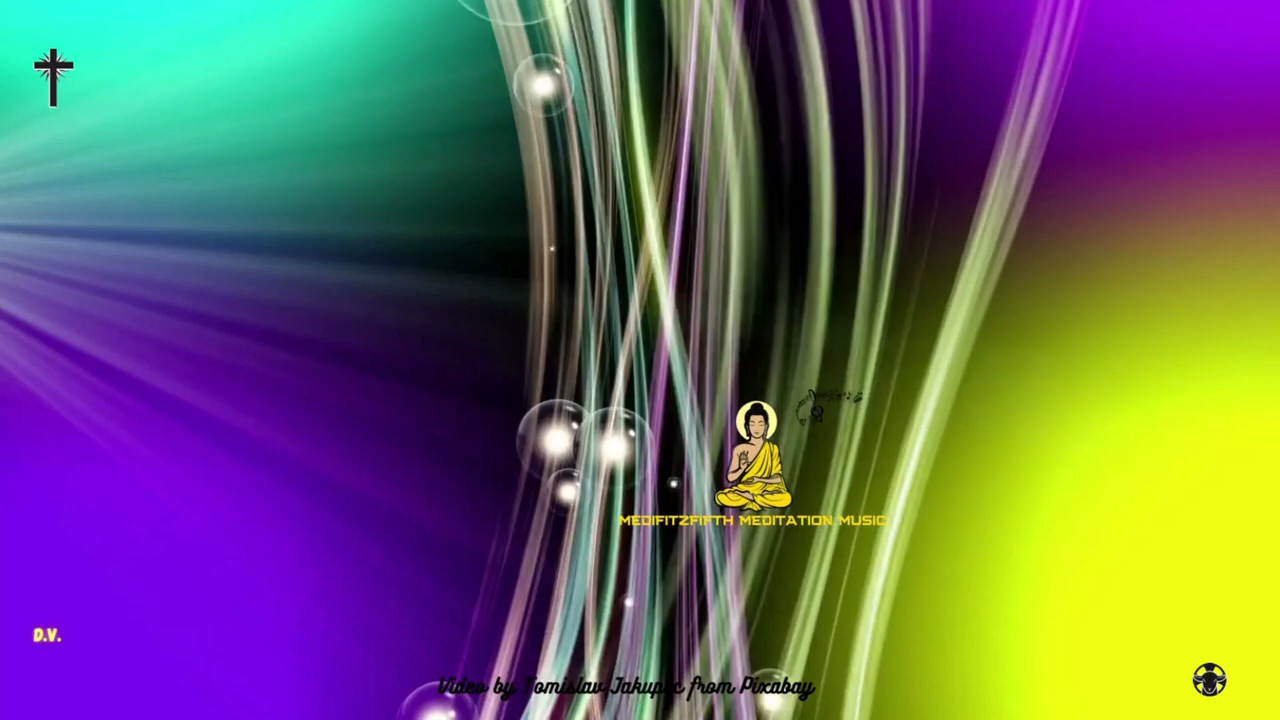 MEDIFITZFIFTH MEDITATION MUSIC
D.V.
Video by Tomislav Jakupec from Pixabay